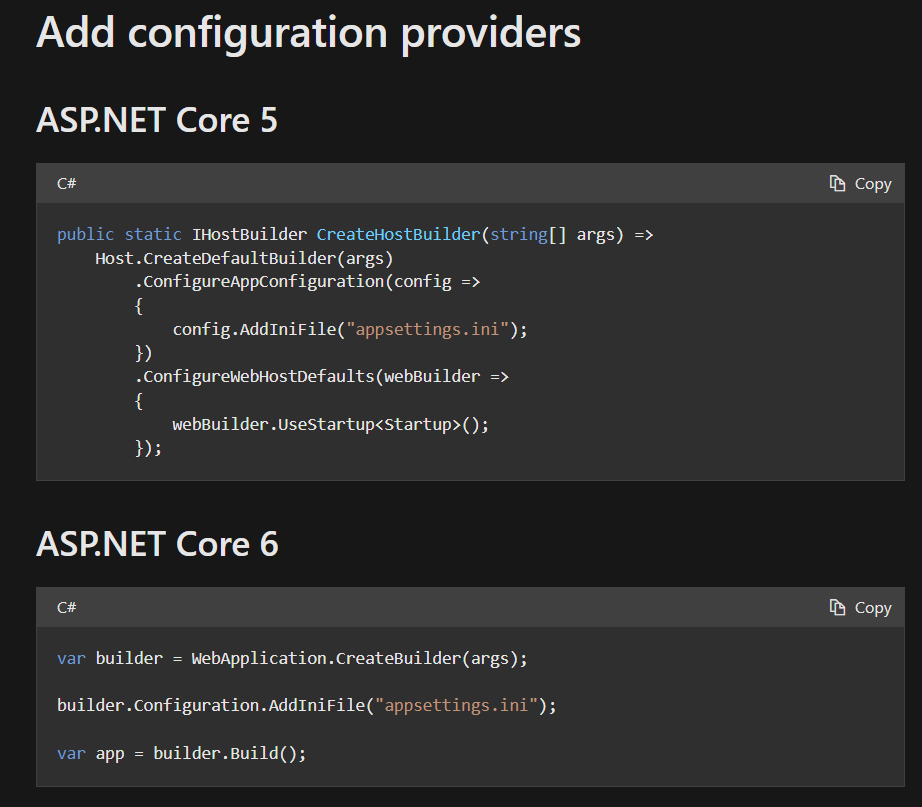 Add configuration providers
ASP.NET Core 5
C#
Copy
public static IHostBuilder CreateHostBuilder(string[] args) =>
    Host.CreateDefaultBuilder(args)
        .ConfigureAppConfiguration(config =>
        {
            config.AddIniFile("appsettings.ini");
        })
        .ConfigureWebHostDefaults(webBuilder =>
        {
            webBuilder.UseStartup<Startup>();
        });
ASP.NET Core 6
C#
Copy
var builder = WebApplication.CreateBuilder(args);
builder.Configuration.AddIniFile("appsettings.ini");
var app = builder.Build();